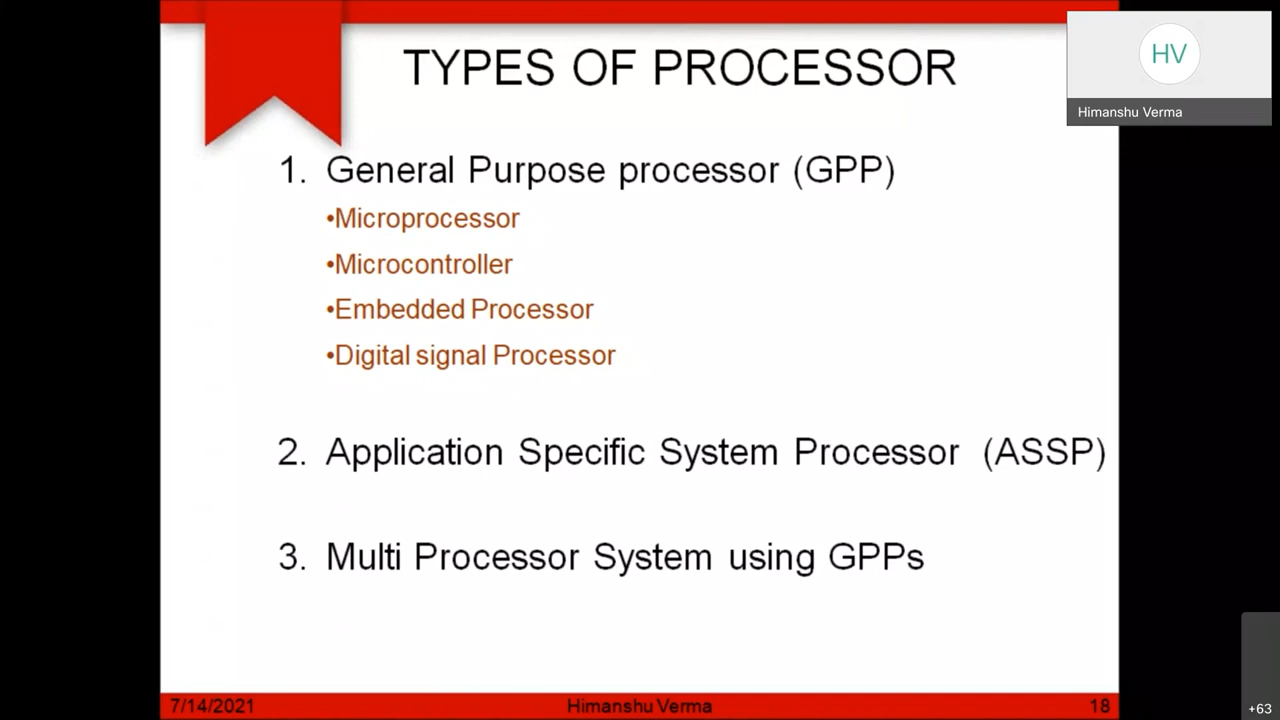 TYPES OF PROCESSOR
HV
Himanshu Verma
1. General Purpose processor (GPP)
•Microprocessor
•Microcontroller
•Embedded Processor
•Digital signal Processor
2. Application Specific System Processor (ASSP)
3. Multi Processor System using GPPs
7/14/2021 Himanshu Verma 18
+63